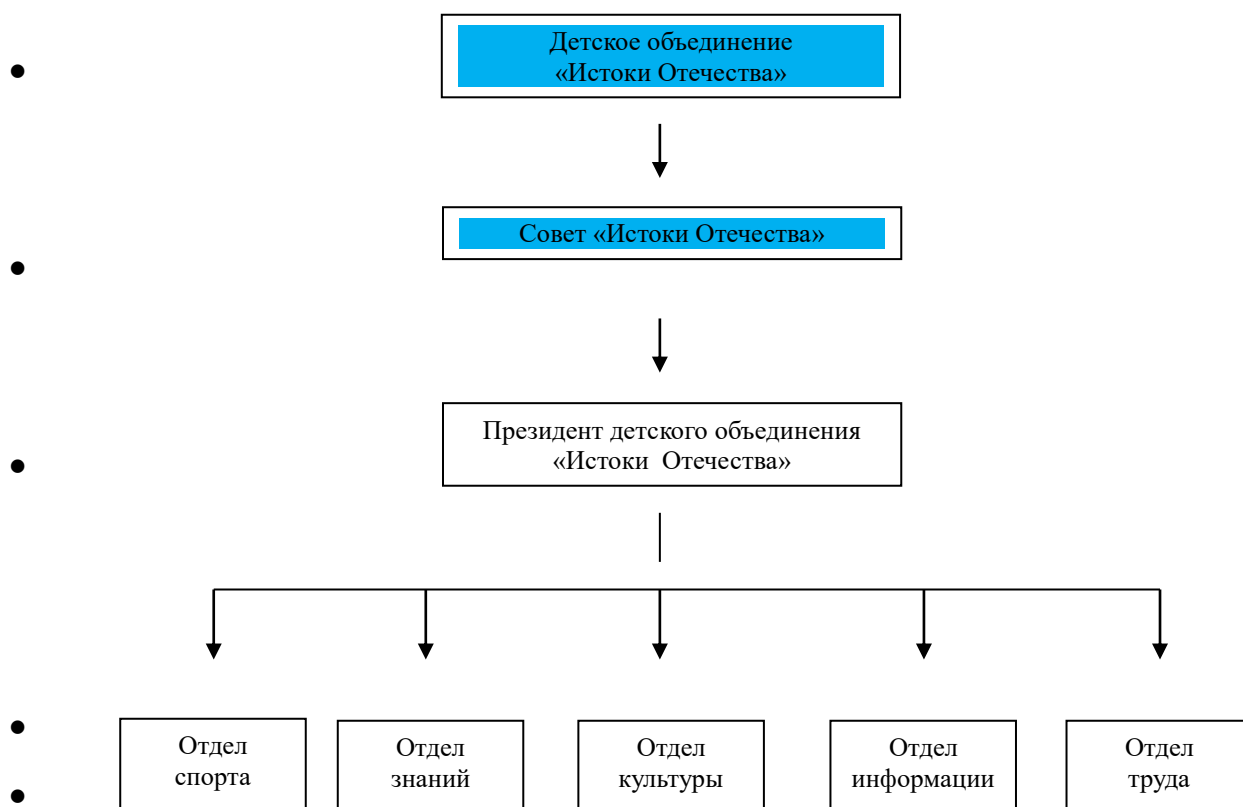 Детское объединение
«Истоки Отечества»
Совет «Истоки Отечества»
Президент детского объединения
«Истоки  Отечества»
Отдел
спорта
Отдел
знаний
Отдел
культуры
Отдел
информации
Отдел
труда